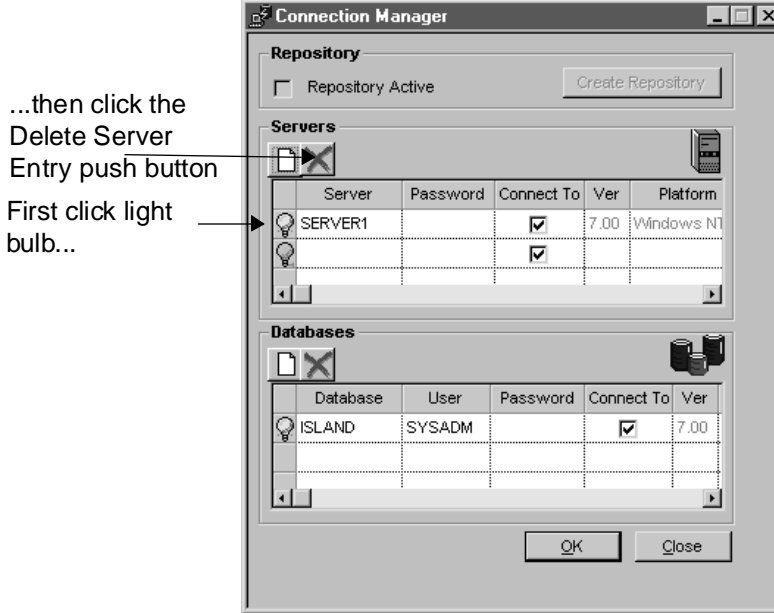 Connection Manager
Repository
Repository Active
Create Repository
...then click the
Delete Server
Entry push button
First click light
bulb...
Servers
Server Password Connect To Ver Platform
SERVER1 7.00 Windows NT
Databases
Database User Password Connect To Ver
ISLAND SYSADM 7.00
OK Close